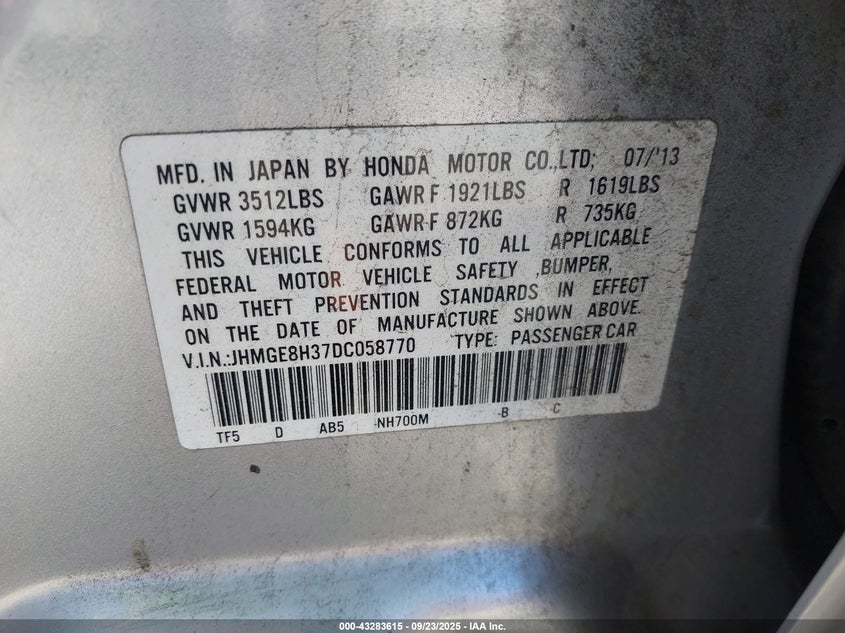 MFD. IN JAPAN BY HONDA MOTOR CO.,LTD; 07/'13
GVWR 3512LBS GAWR F 1921LBS R 1619LBS
GVWR 1594KG GAWR F 872KG R 735KG
THIS VEHICLE CONFORMS TO ALL APPLICABLE
FEDERAL MOTOR VEHICLE SAFETY ,BUMPER,
AND THEFT PREVENTION STANDARDS IN EFFECT
ON THE DATE OF MANUFACTURE SHOWN ABOVE.
V.I.N.:JHMGE8H37DC058770 TYPE: PASSENGER CAR
TF5 D AB5 -NH700M -B -C
000-43283615 - 09/23/2025 - IAA Inc.